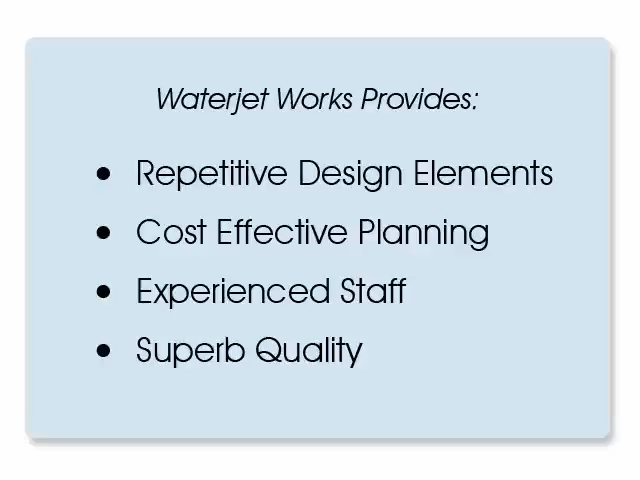 Waterjet Works Provides:
• Repetitive Design Elements
• Cost Effective Planning
• Experienced Staff
• Superb Quality